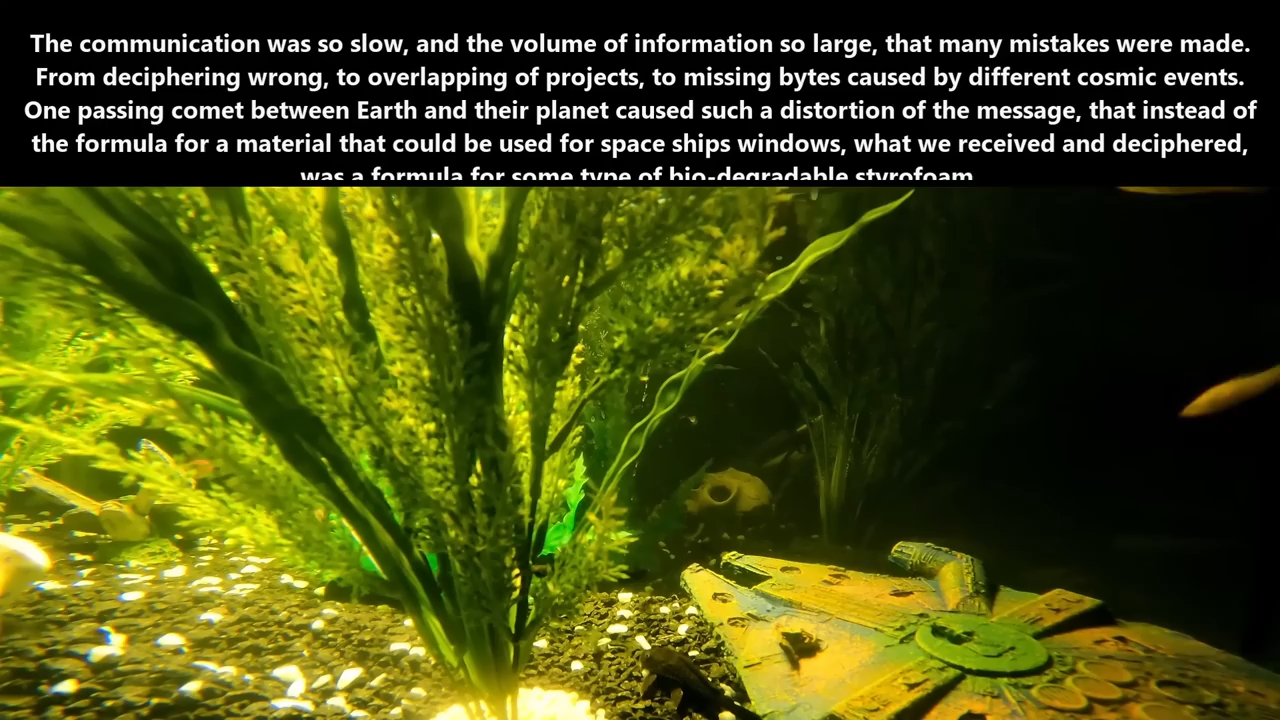 The communication was so slow, and the volume of information so large, that many mistakes were made.
From deciphering wrong, to overlapping of projects, to missing bytes caused by different cosmic events.
One passing comet between Earth and their planet caused such a distortion of the message, that instead of
the formula for a material that could be used for space ships windows, what we received and deciphered,
was a formula for some type of bio-degradable styrofoam